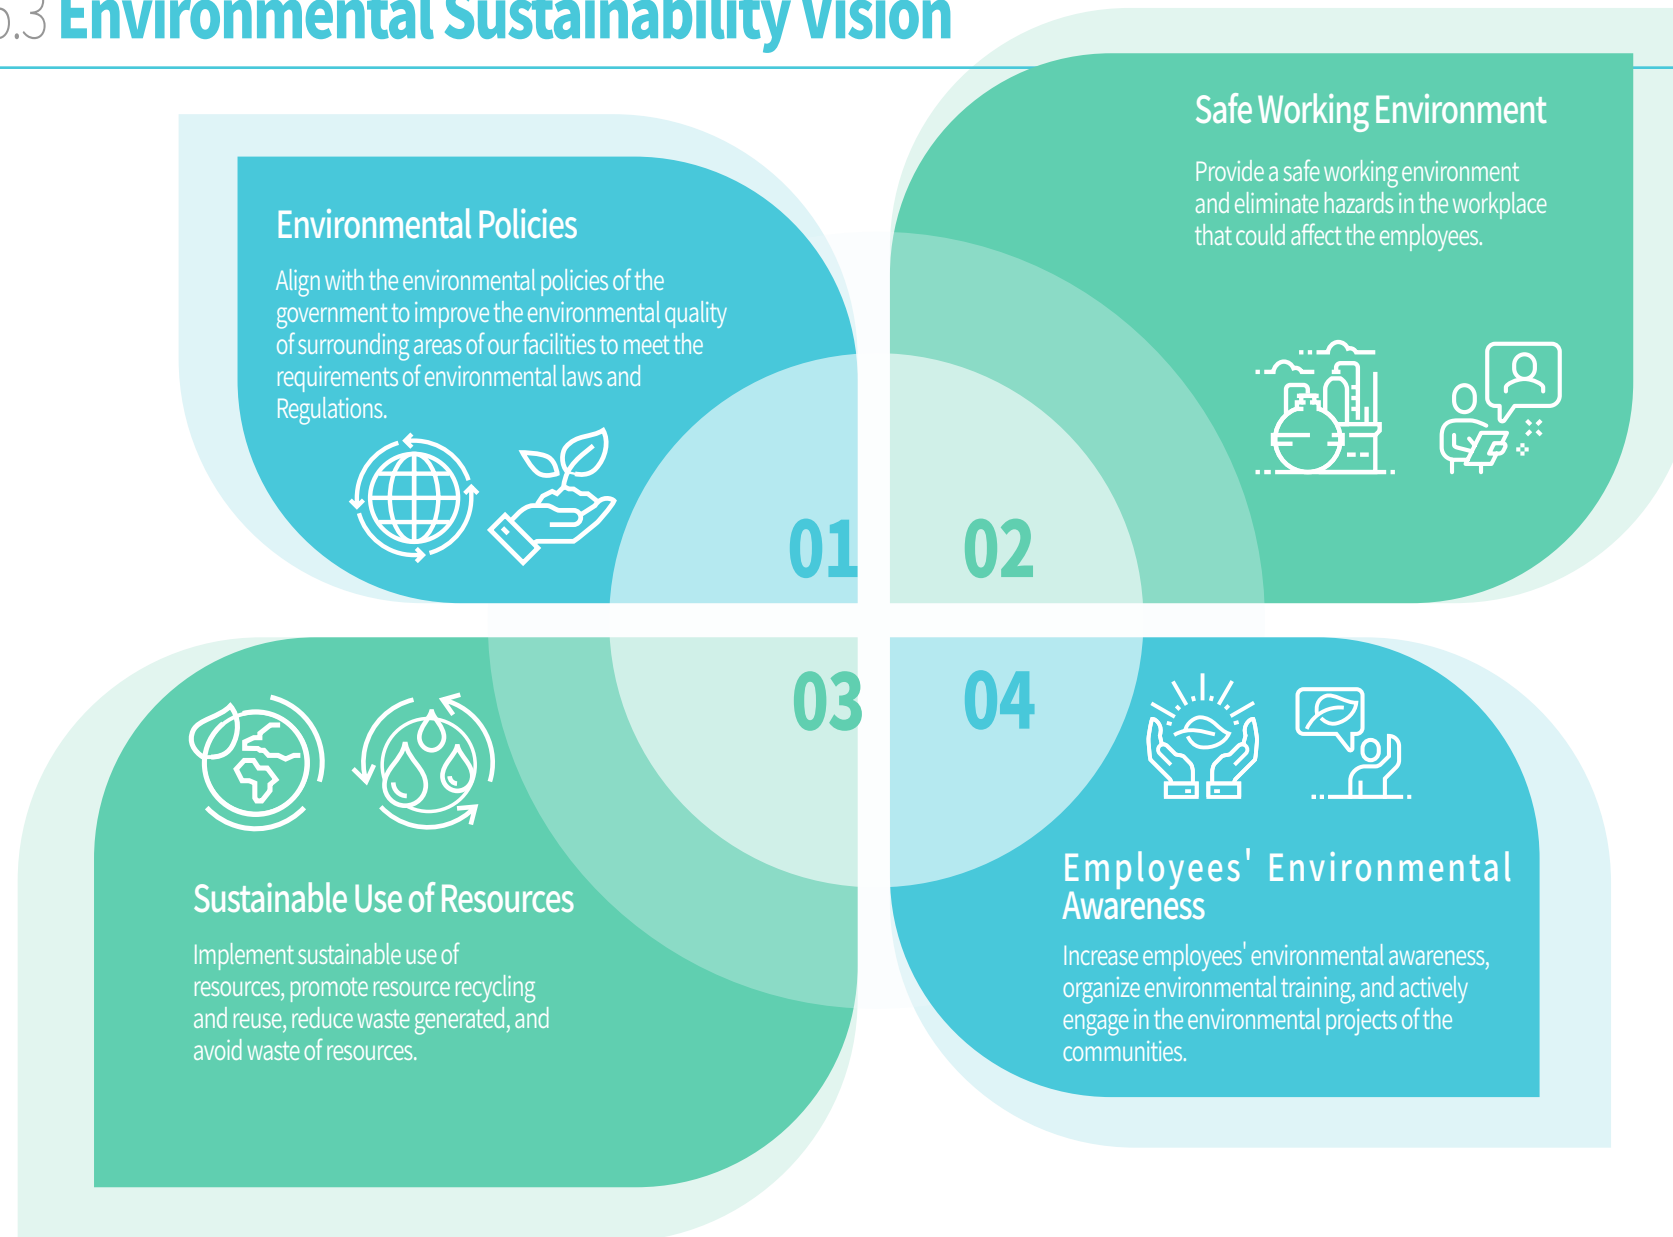 .3 Environmental Sustainability Vision
Environmental Policies
Align with the environmental policies of the
government to improve the environmental quality
of surrounding areas of our facilities to meet the
requirements of environmental laws and
Regulations.
01
Safe Working Environment
Provide a safe working environment
and eliminate hazards in the workplace
that could affect the employees.
02
03
Sustainable Use of Resources
Implement sustainable use of
resources, promote resource recycling
and reuse, reduce waste generated, and
avoid waste of resources.
04
Employees' Environmental
Awareness
Increase employees' environmental awareness,
organize environmental training, and actively
engage in the environmental projects of the
communities.